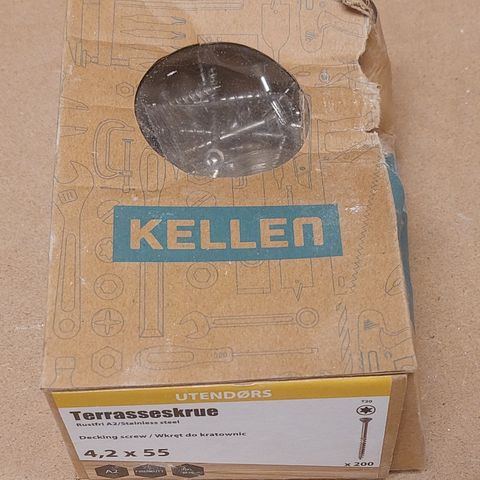 KELLEN
UTENDØRS
Terrasseskrue
Rustfri A2/Stainless steel
Decking screw / Wkręt do kratownic
4,2 x 55
T20
x 200
A2